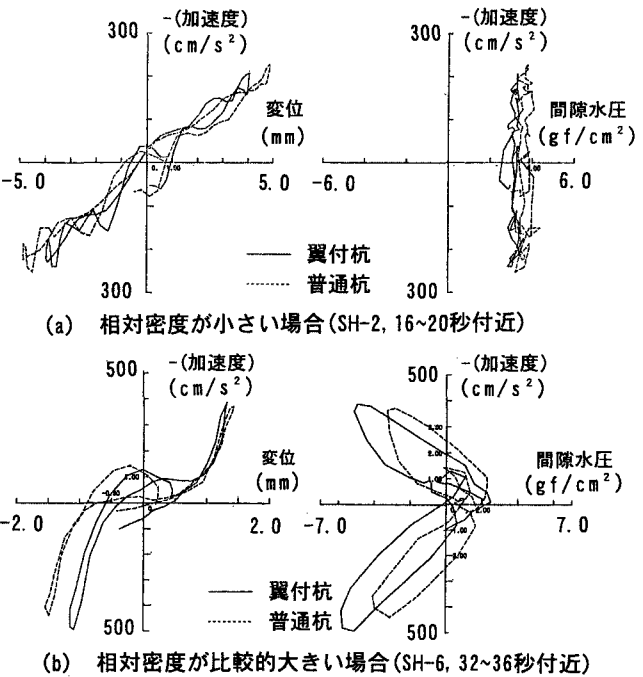 -(加速度)
(cm/s²)
300
変位
(mm)
-5.0
5.0
300
-(加速度)
(cm/s²)
300
間隙水圧
(gf/cm²)
-6.0
6.0
300
翼付杭
普通杭
(a) 相対密度が小さい場合(SH-2, 16~20秒付近)
-(加速度)
(cm/s²)
500
変位
(mm)
-2.0
2.0
500
翼付杭
普通杭
-(加速度)
(cm/s²)
500
間隙水圧
(gf/cm²)
-7.0
7.0
500
(b) 相対密度が比較的大きい場合(SH-6, 32~36秒付近)